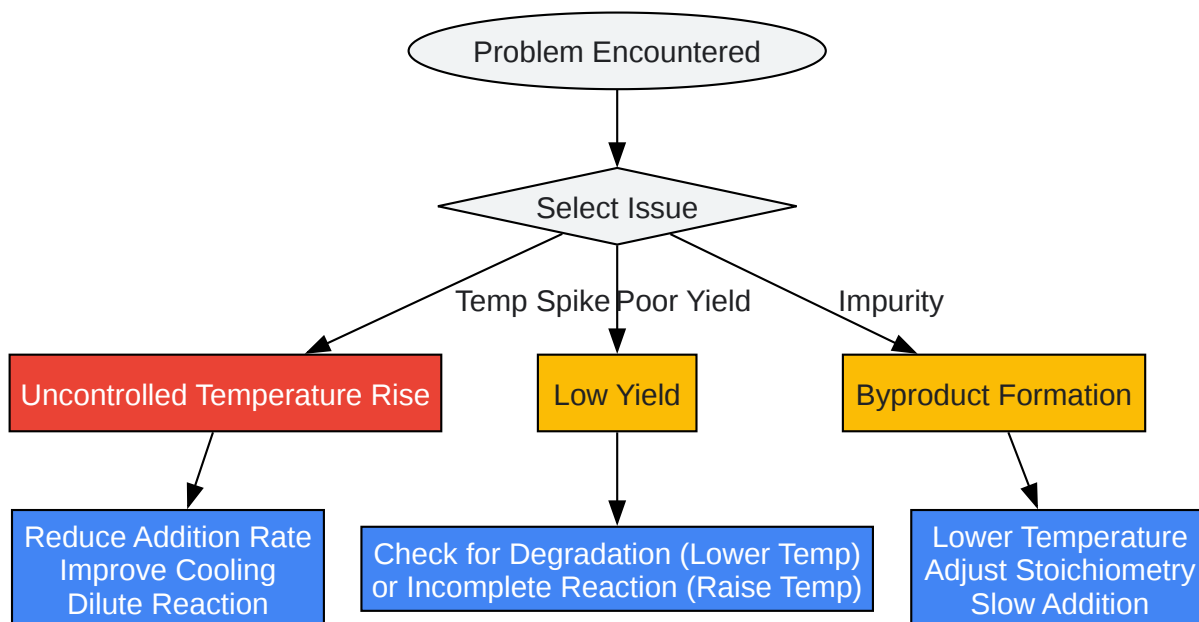 Problem Encountered
Select Issue
Temp Spike
Poor Yield
Impurity
Uncontrolled Temperature Rise
Low Yield
Byproduct Formation
Reduce Addition Rate
Improve Cooling
Dilute Reaction
Check for Degradation (Lower Temp)
or Incomplete Reaction (Raise Temp)
Lower Temperature
Adjust Stoichiometry
Slow Addition